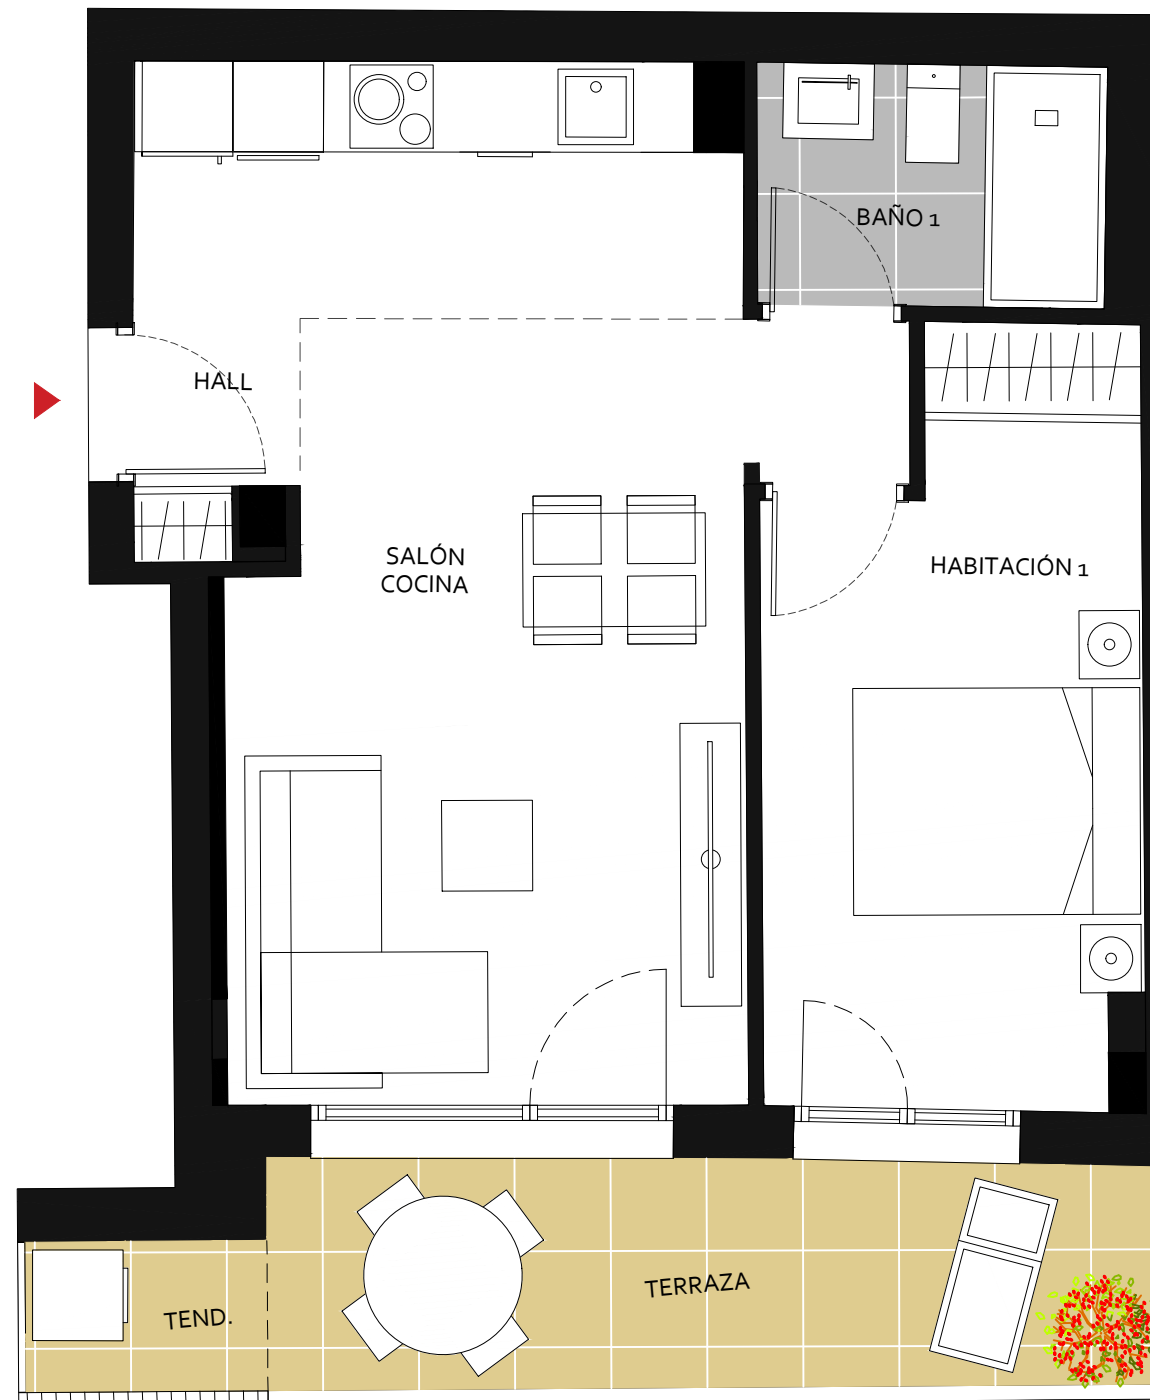 BAÑO 1
HALL
SALÓN
COCINA
HABITACIÓN 1
TERRAZA
TEND.